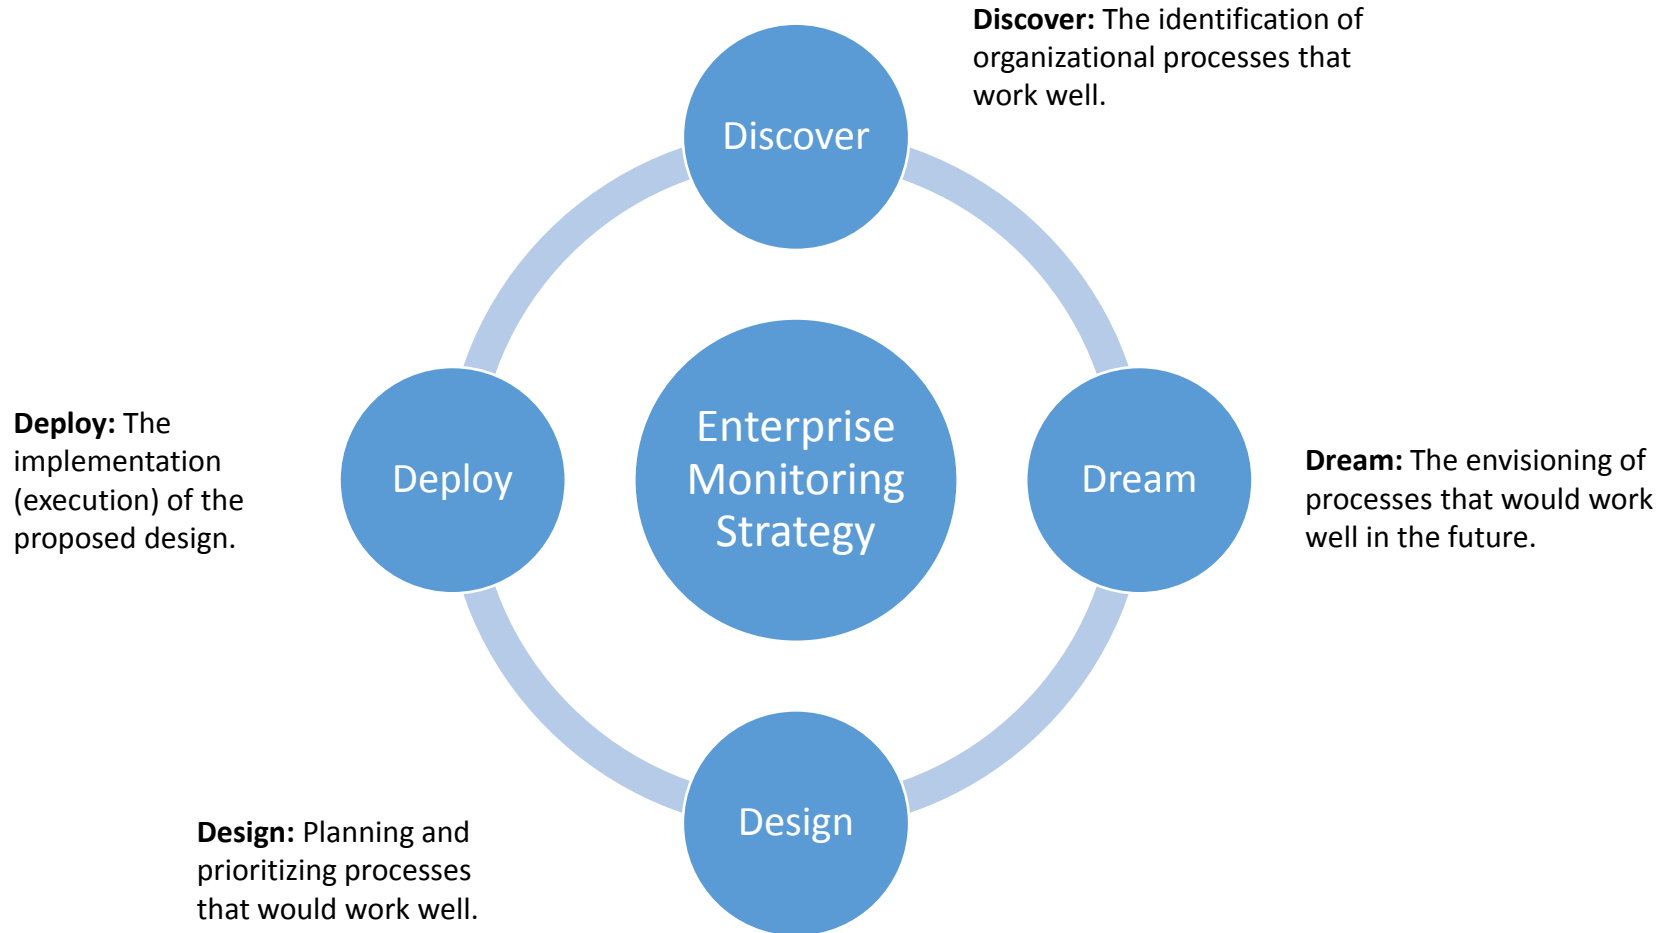 Discover: The identification of
organizational processes that
work well.
Discover
Enterprise
Monitoring
Strategy
Deploy: The
implementation
(execution) of the
proposed design.
Deploy
Dream
Dream: The envisioning of
processes that would work
well in the future.
Design
Design: Planning and
prioritizing processes
that would work well.